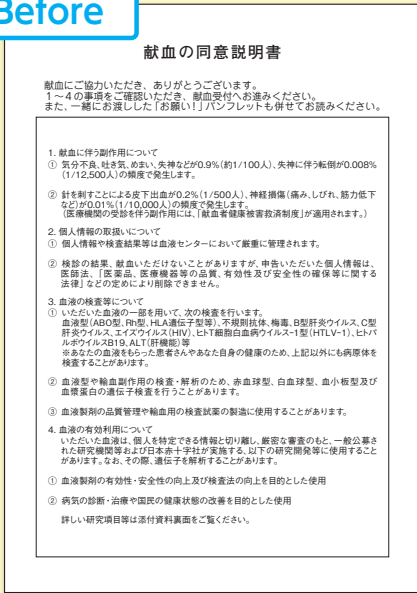 Before
献血の同意説明書
献血にご協力いただき、ありがとうございます。
1〜4の事項をご確認いただき、献血受付へお進みください。
また、一緒にお渡しした「お願い!」パンフレットも併せてお読みください。
1. 献血に伴う副作用について
① 気分不良、吐き気、めまい、失神などが0.9%(約1/100人)、失神に伴う転倒が0.008%
(1/12,500人)の頻度で発生します。
② 針を刺すことによる皮下出血が0.2%(1/500人)、神経損傷(痛み、しびれ、筋力低下
など)が0.01%(1/10,000人)の頻度で発生します。
(医療機関の受診を伴う副作用には、「献血者健康被害救済制度」が適用されます。)
2. 個人情報の取扱いについて
① 個人情報や検査結果等は血液センターにおいて厳重に管理されます。
② 検診の結果、献血いただけないことがありますが、申告いただいた個人情報は、
医師法、「医薬品、医療機器等の品質、有効性及び安全性の確保等に関する
法律」などの定めにより削除できません。
3. 血液の検査等について
① いただいた血液の一部を用いて、次の検査を行います。
血液型(ABO型、Rh型、HLA遺伝子型等)、不規則抗体、梅毒、B型肝炎ウイルス、C型
肝炎ウイルス、エイズウイルス(HIV)、ヒトT細胞白血病ウイルス-1型(HTLV-1)、ヒトパ
ルボウイルスB19、ALT(肝機能)等
※あなたの血液をもらった患者さんやあなた自身の健康のため、上記以外にも病原体を
検査することがあります。
② 血液型や輸血副作用の検査・解析のため、赤血球型、白血球型、血小板型及び
血漿蛋白の遺伝子検査を行うことがあります。
③ 血液製剤の品質管理や輸血用の検査試薬の製造に使用することがあります。
4. 血液の有効利用について
いただいた血液は、個人を特定できる情報と切り離し、厳密な審査のもと、一般公募さ
れた研究機関等および日本赤十字社が実施する、以下の研究開発等に使用すること
があります。なお、その際、遺伝子を解析することがあります。
① 血液製剤の有効性・安全性の向上及び検査法の向上を目的とした使用
② 病気の診断・治療や国民の健康状態の改善を目的とした使用
詳しい研究項目等は添付資料裏面をご覧ください。